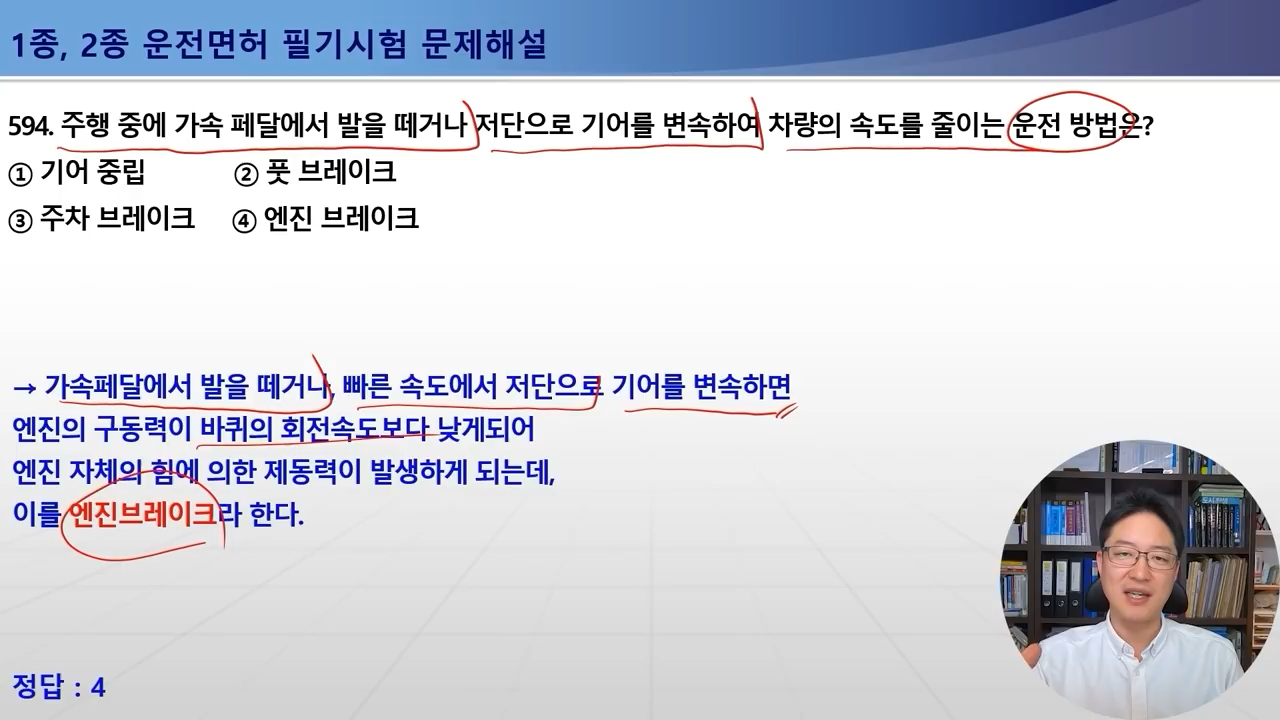 1종, 2종 운전면허 필기시험 문제해설
594. 주행 중에 가속 페달에서 발을 떼거나 저단으로 기어를 변속하여 차량의 속도를 줄이는 운전 방법은?
① 기어 중립 ② 풋 브레이크
③ 주차 브레이크 ④ 엔진 브레이크
→ 가속페달에서 발을 떼거나, 빠른 속도에서 저단으로 기어를 변속하면
엔진의 구동력이 바퀴의 회전속도보다 낮게되어
엔진 자체의 힘에 의한 제동력이 발생하게 되는데,
이를 엔진브레이크라 한다.
정답 : 4